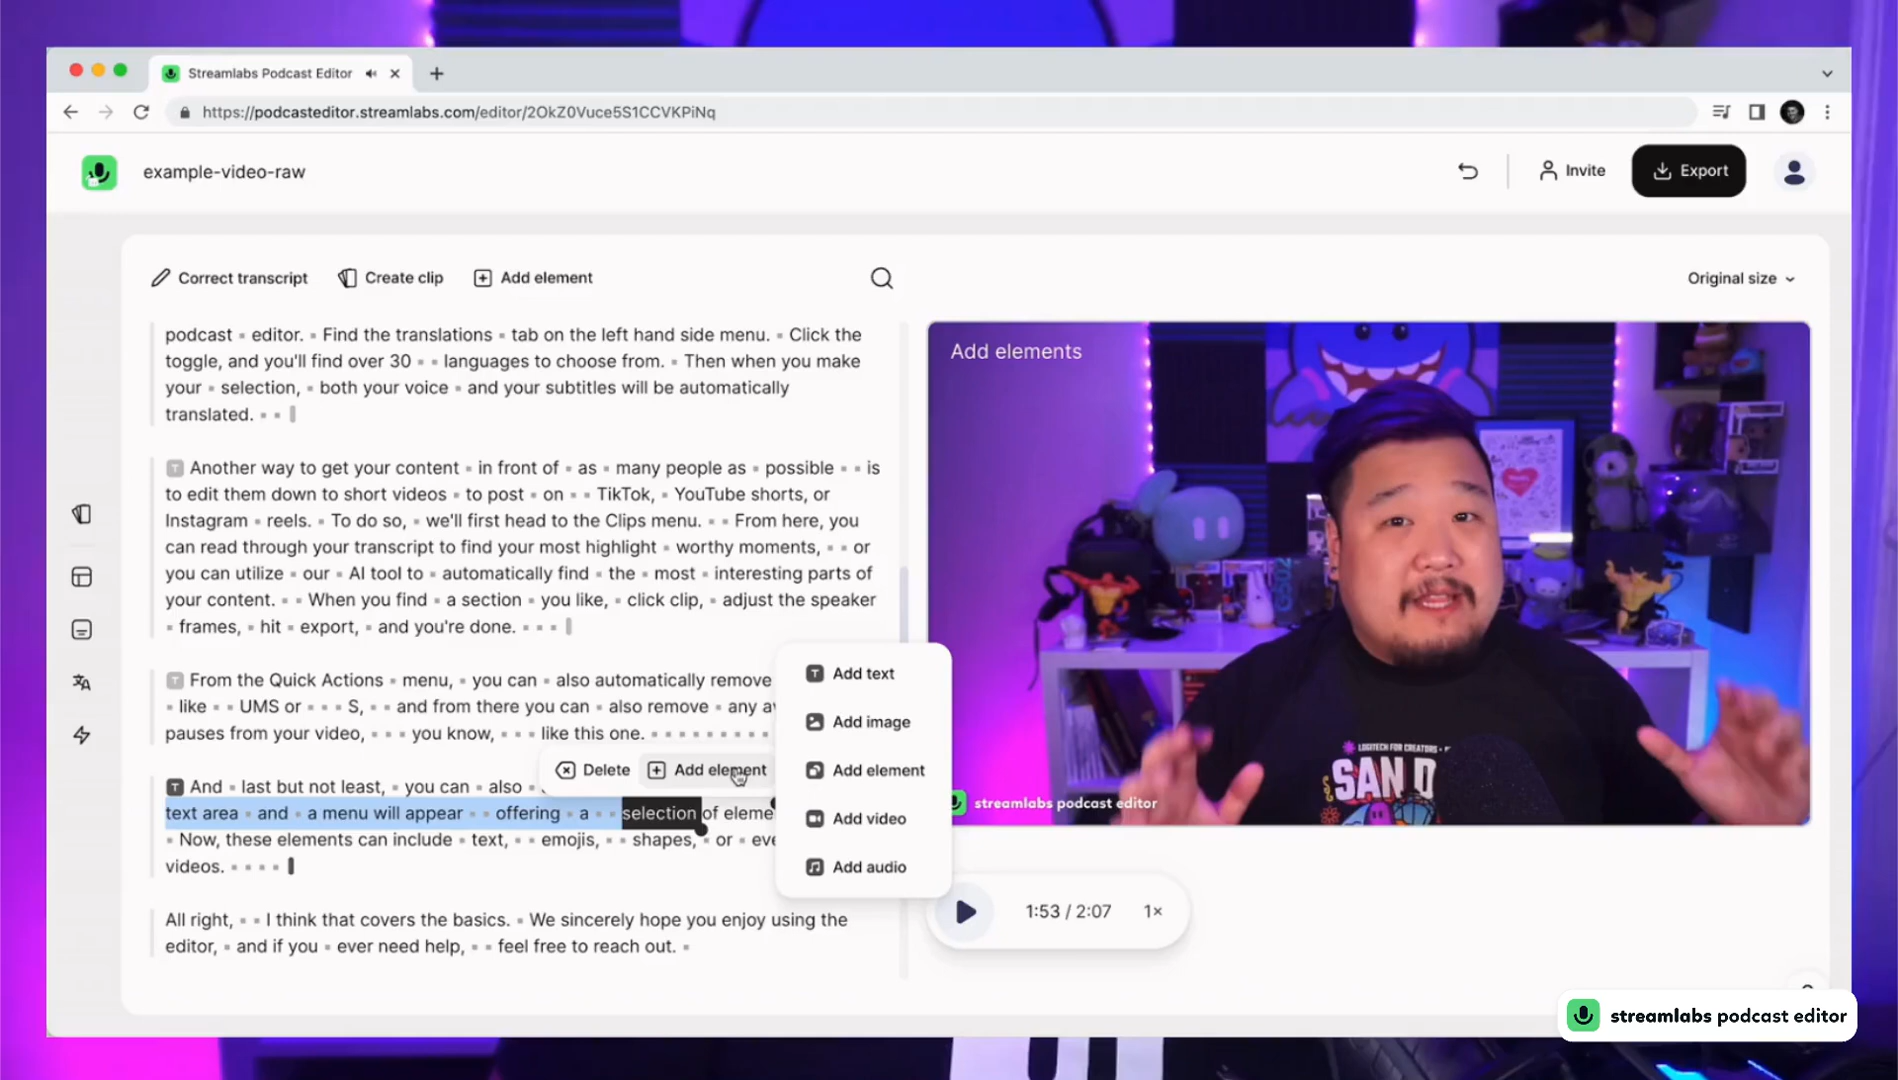 Streamlabs Podcast Editor
https://podcasteditor.streamlabs.com/editor/2OkZ0Vuce5S1CCVKPiNq
example-video-raw
Invite
Export
Correct transcript
Create clip
Add element
Original size
podcast editor. Find the translations tab on the left hand side menu. Click the
toggle, and you'll find over 30 languages to choose from. Then when you make
your selection, both your voice and your subtitles will be automatically
translated.
T Another way to get your content in front of as many people as possible is
to edit them down to short videos to post on TikTok, YouTube shorts, or
Instagram reels. To do so, we'll first head to the Clips menu. From here, you
can read through your transcript to find your most highlight worthy moments, or
you can utilize our AI tool to automatically find the most interesting parts of
your content. When you find a section you like, click clip, adjust the speaker
frames, hit export, and you're done.
T From the Quick Actions menu, you can also automatically remove
like UMS or S, and from there you can also remove any
pauses from your video, you know, like this one.
Delete
Add element
T And last but not least, you can also
text area and a menu will appear offering a selection of eleme
Now, these elements can include text, emojis, shapes, or eve
videos.
All right, I think that covers the basics. We sincerely hope you enjoy using the
editor, and if you ever need help, feel free to reach out.
T Add text
Add image
Add element
Add video
Add audio
Add elements
LOGITECH FOR CREATORS
SAN D
streamlabs podcast editor
1:53 / 2:07
1×
streamlabs podcast editor